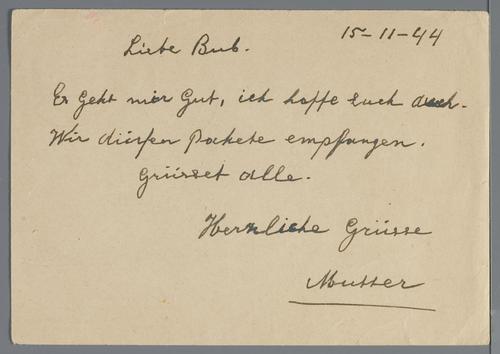 15-11-44
Liebe Bub.
Es geht mir Gut, ich hoffe Euch auch.
Wir dürfen Pakete empfangen.
Grüsset Alle.
Herzliche Grüsse
Mutter